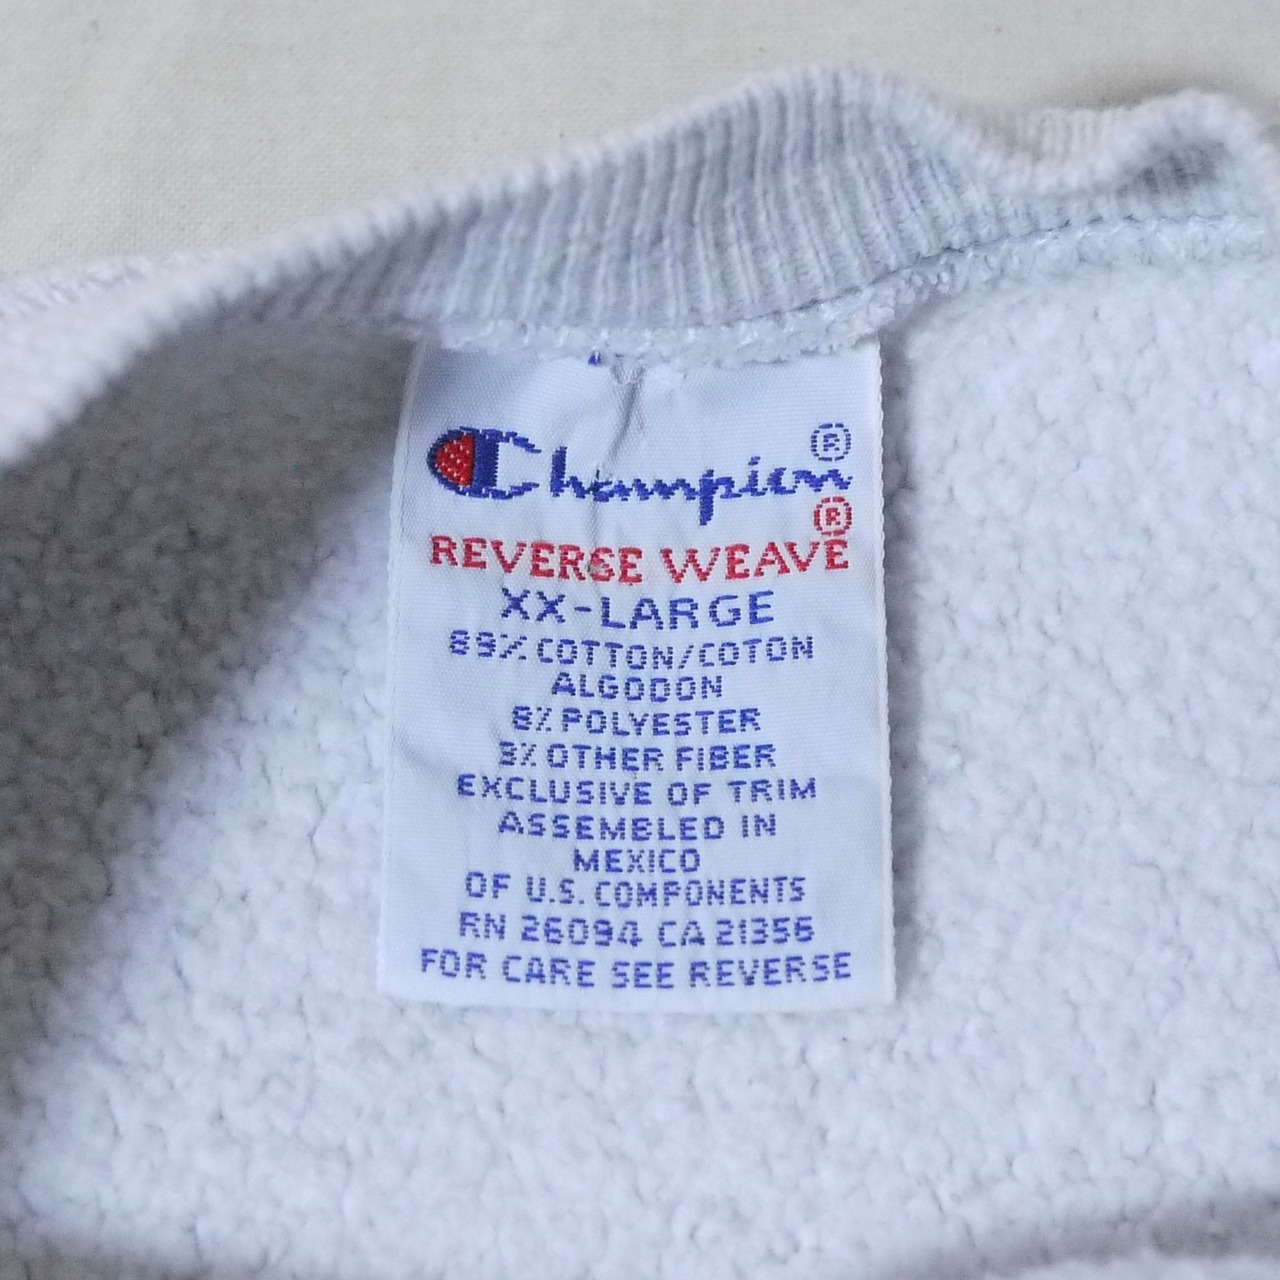 Champion®
REVERSE WEAVE®
XX-LARGE
89% COTTON/COTON
ALGODON
8% POLYESTER
3% OTHER FIBER
EXCLUSIVE OF TRIM
ASSEMBLED IN
MEXICO
OF U.S. COMPONENTS
RN 26094 CA 21356
FOR CARE SEE REVERSE